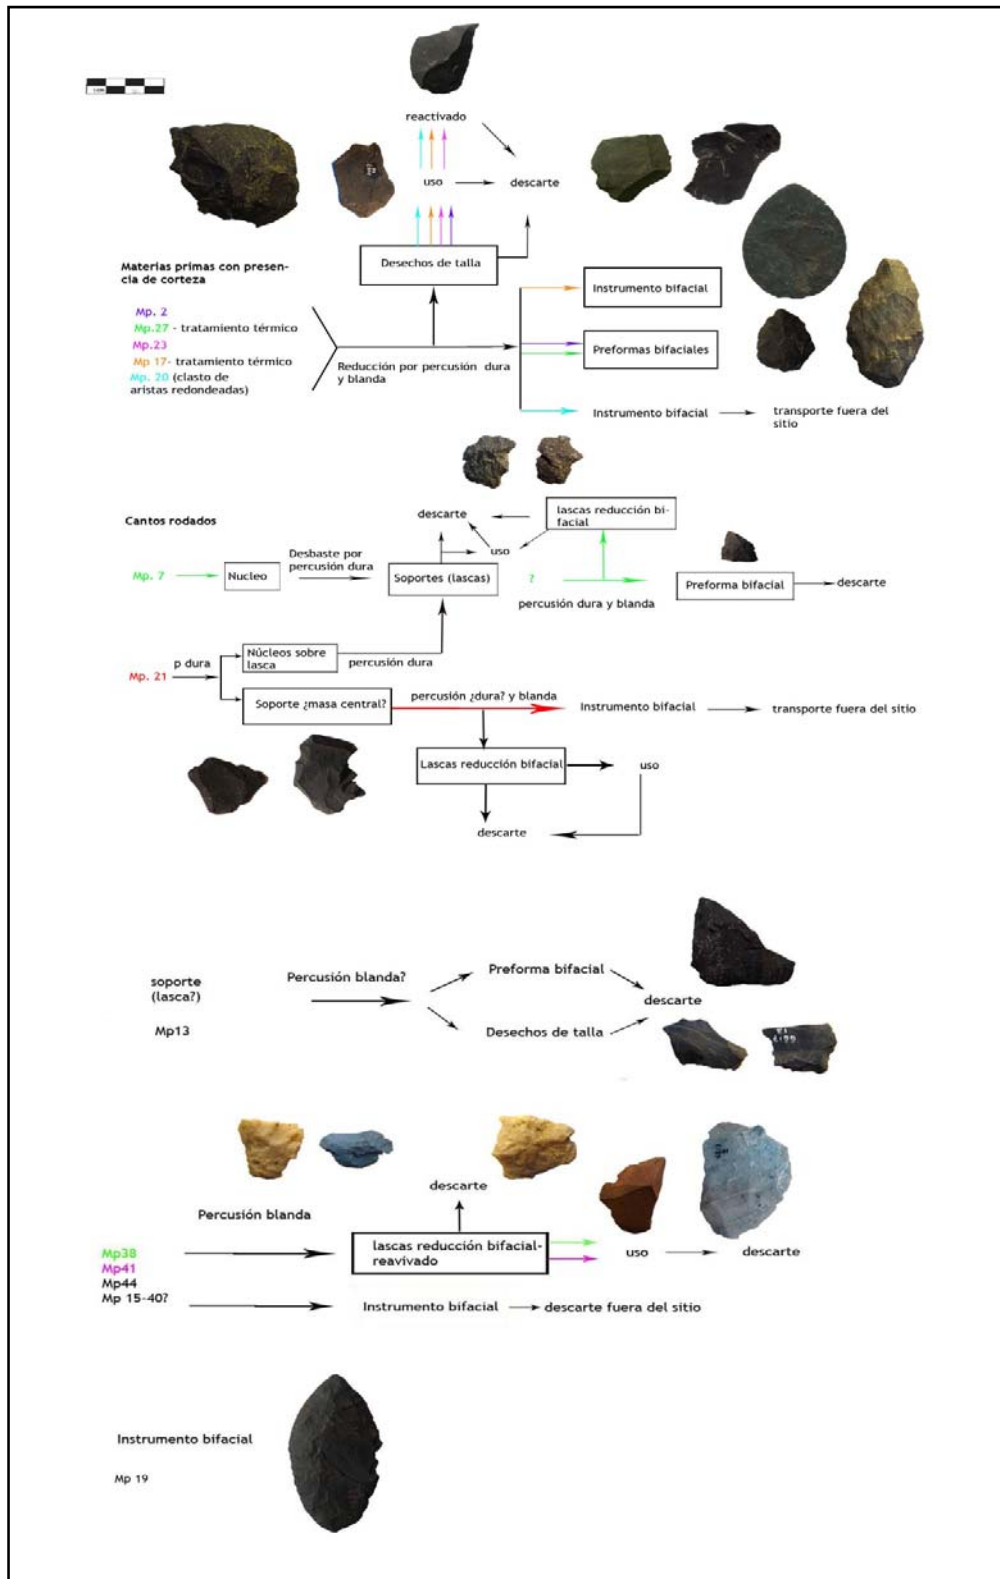 reactivado
uso
descarte
Desechos de talla
Materias primas con presen-
cia de corteza
Instrumento bifacial
Mp. 2
Mp.27 - tratamiento térmico
Mp.23
Mp 17- tratamiento térmico
Mp. 20 (clasto de
aristas redondeadas)
Reducción por percusión dura
y blanda
Preformas bifaciales
Instrumento bifacial
transporte fuera del
sitio
Cantos rodados
descarte
lascas reducción bi-
facial
uso
Mp. 7
Nucleo
Desbaste por
percusión dura
Soportes (lascas)
?
percusión dura y blanda
Preforma bifacial
descarte
Mp. 21
p dura
Núcleos sobre
lasca
percusión dura
Soporte ¿masa central?
percusión ¿dura? y blanda
Instrumento bifacial
transporte fuera del sitio
Lascas reducción bifacial
uso
descarte
soporte
(lasca?)
Mp13
Percusión blanda?
Preforma bifacial
descarte
Desechos de talla
descarte
Percusión blanda
Mp38
Mp41
Mp44
Mp 15-40?
lascas reducción bifacial-
reavivado
uso
descarte
Instrumento bifacial
descarte fuera del sitio
Instrumento bifacial
Mp 19